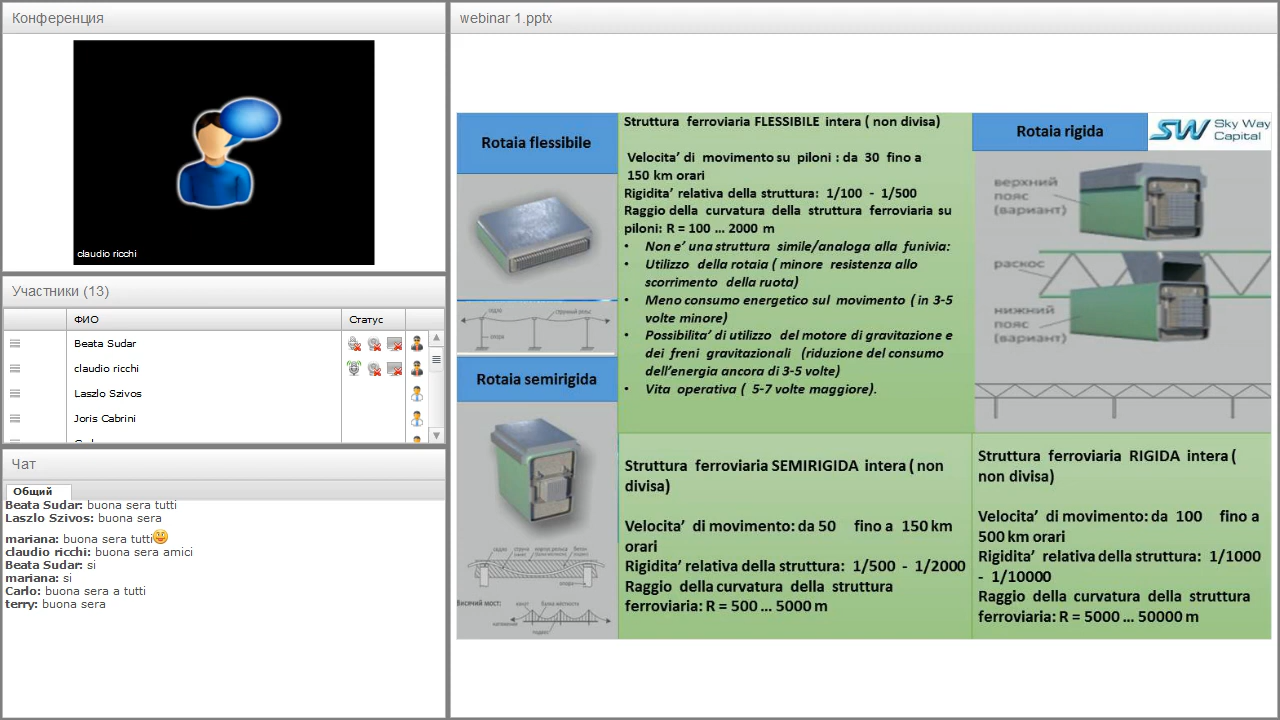 Конференция
claudio ricchi
Участники (13)
ФИО
Статус
Beata Sudar
claudio ricchi
Laszlo Szivos
Joris Cabrini
Чат
Общий
Beata Sudar: buona sera tutti
Laszlo Szivos: buona sera
mariana: buona sera tutti
claudio ricchi: buona sera amici
Beata Sudar: si
mariana: si
Carlo: buona sera a tutti
terry: buona sera
webinar 1.pptx
Rotaia flessibile
Struttura ferroviaria FLESSIBILE intera ( non divisa)
Velocita' di movimento su piloni : da 30 fino a
150 km orari
Rigidita' relativa della struttura: 1/100 - 1/500
Raggio della curvatura della struttura ferroviaria su
piloni: R = 100 ... 2000 m
• Non e' una struttura simile/analoga alla funivia:
• Utilizzo della rotaia ( minore resistenza allo
scorrimento della ruota)
• Meno consumo energetico sul movimento ( in 3-5
volte minore)
• Possibilita' di utilizzo del motore di gravitazione e
dei freni gravitazionali (riduzione del consumo
dell'energia ancora di 3-5 volte)
• Vita operativa ( 5-7 volte maggiore).
Rotaia rigida
SW Sky Way
Capital
верхний
пояс
(вариант)
раскос
нижний
пояс
(вариант)
Rotaia semirigida
Висячий мост:
Struttura ferroviaria SEMIRIGIDA intera ( non
divisa)
Velocita' di movimento: da 50 fino a 150 km
orari
Rigidita' relativa della struttura: 1/500 - 1/2000
Raggio della curvatura della struttura
ferroviaria: R = 500 ... 5000 m
Struttura ferroviaria RIGIDA intera (
non divisa)
Velocita' di movimento: da 100 fino a
500 km orari
Rigidita' relativa della struttura: 1/1000
- 1/10000
Raggio della curvatura della struttura
ferroviaria: R = 5000 ... 50000 m